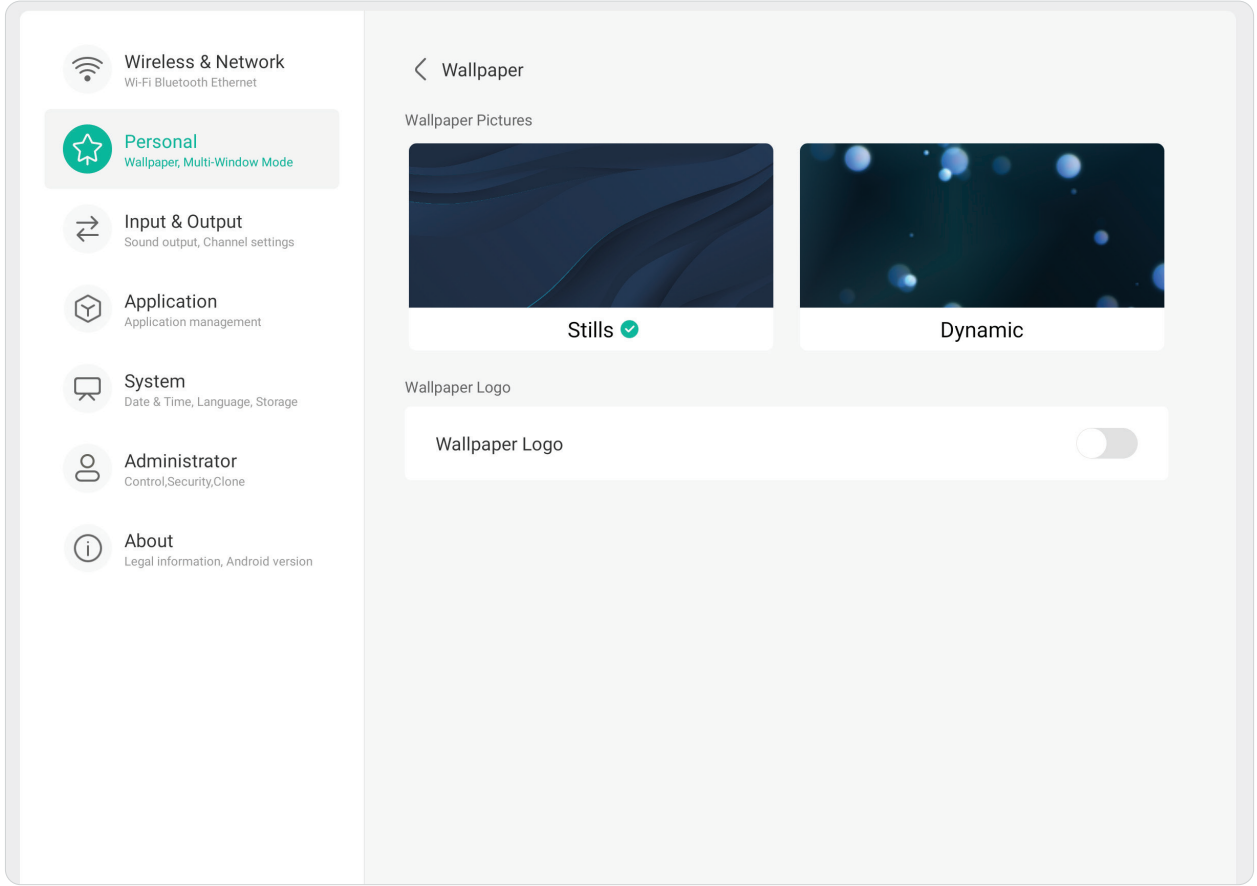 Wireless & Network
Wi-Fi Bluetooth Ethernet
Personal
Wallpaper, Multi-Window Mode
Input & Output
Sound output, Channel settings
Application
Application management
System
Date & Time, Language, Storage
Administrator
Control,Security,Clone
About
Legal information, Android version
Wallpaper
Wallpaper Pictures
Stills
Dynamic
Wallpaper Logo
Wallpaper Logo